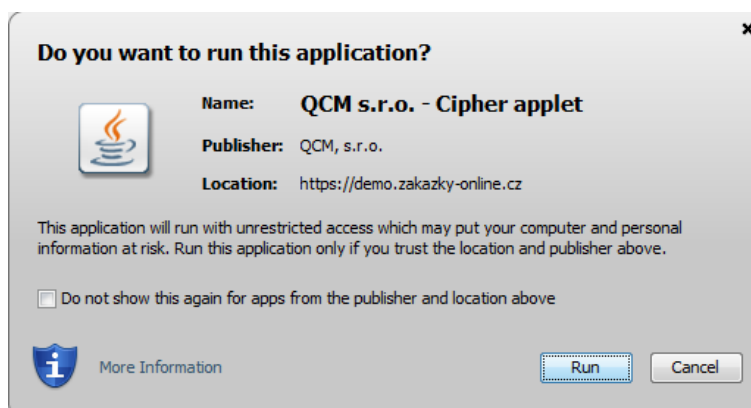 Do you want to run this application?
Name: QCM s.r.o. - Cipher applet
Publisher: QCM, s.r.o.
Location: https://demo.zakazky-online.cz
This application will run with unrestricted access which may put your computer and personal
information at risk. Run this application only if you trust the location and publisher above.
Do not show this again for apps from the publisher and location above
More Information
Run
Cancel